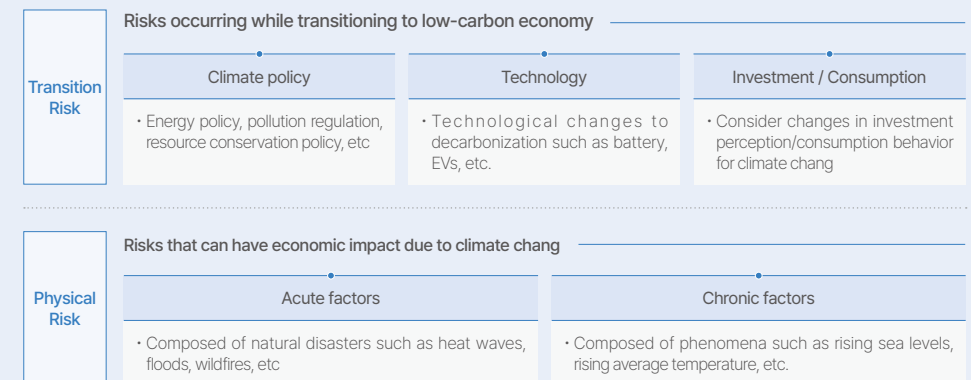 Risks occurring while transitioning to low-carbon economy
Transition
Risk
Climate policy
・Energy policy, pollution regulation,
resource conservation policy, etc
Technology
・Technological changes to
decarbonization such as battery,
EVs, etc.
Investment / Consumption
・Consider changes in investment
perception/consumption behavior
for climate chang
Risks that can have economic impact due to climate chang
Physical
Risk
Acute factors
・Composed of natural disasters such as heat waves,
floods, wildfires, etc
Chronic factors
・Composed of phenomena such as rising sea levels,
rising average temperature, etc.